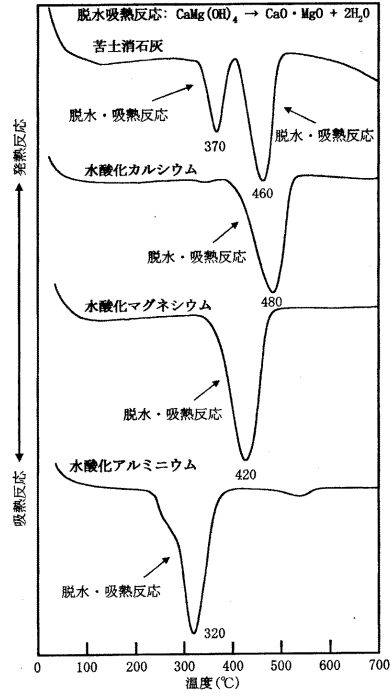 脱水吸熱反応: CaMg(OH)₄ → CaO・MgO + 2H₂O
苦土消石灰
脱水・吸熱反応
脱水・吸熱反応
370
460
水酸化カルシウム
脱水・吸熱反応
480
水酸化マグネシウム
脱水・吸熱反応
420
水酸化アルミニウム
脱水・吸熱反応
320
発熱反応
吸熱反応
0 100 200 300 400 500 600 700
温度(℃)